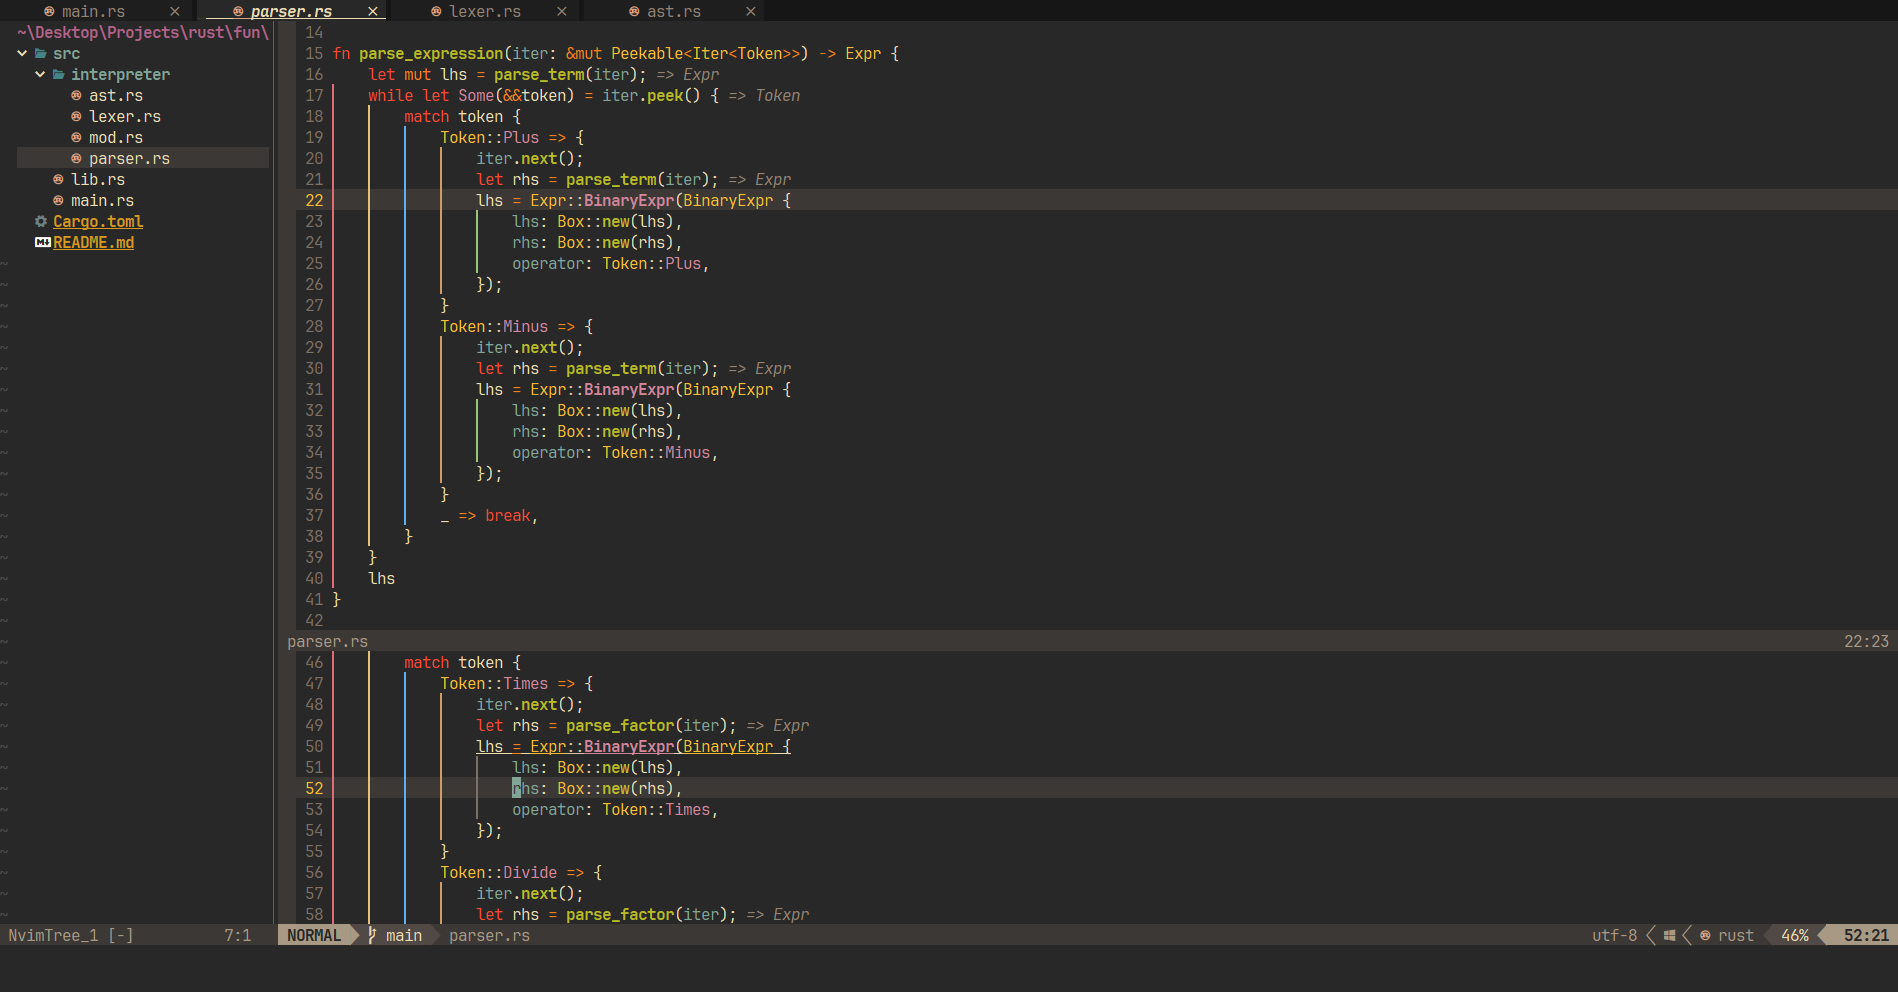 main.rs × parser.rs × lexer.rs × ast.rs ×
~\Desktop\Projects\rust\fun\
src
interpreter
ast.rs
lexer.rs
mod.rs
parser.rs
lib.rs
main.rs
Cargo.toml
README.md
14
15 fn parse_expression(iter: &mut Peekable<Iter<Token>>) -> Expr {
16     let mut lhs = parse_term(iter); => Expr
17     while let Some(&&token) = iter.peek() { => Token
18         match token {
19             Token::Plus => {
20                 iter.next();
21                 let rhs = parse_term(iter); => Expr
22                 lhs = Expr::BinaryExpr(BinaryExpr {
23                     lhs: Box::new(lhs),
24                     rhs: Box::new(rhs),
25                     operator: Token::Plus,
26                 });
27             }
28             Token::Minus => {
29                 iter.next();
30                 let rhs = parse_term(iter); => Expr
31                 lhs = Expr::BinaryExpr(BinaryExpr {
32                     lhs: Box::new(lhs),
33                     rhs: Box::new(rhs),
34                     operator: Token::Minus,
35                 });
36             }
37             _ => break,
38         }
39     }
40     lhs
41 }
42
parser.rs 22:23
46         match token {
47             Token::Times => {
48                 iter.next();
49                 let rhs = parse_factor(iter); => Expr
50                 lhs = Expr::BinaryExpr(BinaryExpr {
51                     lhs: Box::new(lhs),
52                     rhs: Box::new(rhs),
53                     operator: Token::Times,
54                 });
55             }
56             Token::Divide => {
57                 iter.next();
58                 let rhs = parse_factor(iter); => Expr
NvimTree_1 [-] 7:1 NORMAL main parser.rs utf-8 rust 46% 52:21